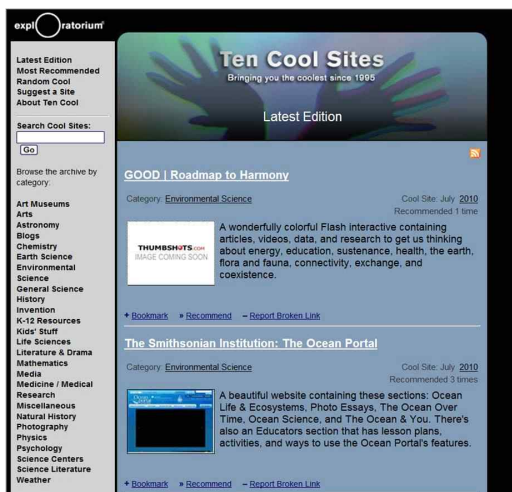 expl ratorium
Latest Edition
Most Recommended
Random Cool
Suggest a Site
About Ten Cool
Search Cool Sites:
Go
Browse the archive by
category:
Art Museums
Arts
Astronomy
Blogs
Chemistry
Earth Science
Environmental
Science
General Science
History
Invention
K-12 Resources
Kids' Stuff
Life Sciences
Literature & Drama
Mathematics
Media
Medicine / Medical
Research
Miscellaneous
Natural History
Photography
Physics
Psychology
Science Centers
Science Literature
Weather
Ten Cool Sites
Bringing you the coolest since 1995
Latest Edition
GOOD | Roadmap to Harmony
Category: Environmental Science
Cool Site: July 2010
Recommended 1 time
THUMBSHOTS.COM
IMAGE COMING SOON
A wonderfully colorful Flash interactive containing
articles, videos, data, and research to get us thinking
about energy, education, sustenance, health, the earth,
flora and fauna, connectivity, exchange, and
coexistence.
+ Bookmark » Recommend – Report Broken Link
The Smithsonian Institution: The Ocean Portal
Category: Environmental Science
Cool Site: July 2010
Recommended 3 times
A beautiful website containing these sections: Ocean
Life & Ecosystems, Photo Essays, The Ocean Over
Time, Ocean Science, and The Ocean & You. There's
also an Educators section that has lesson plans,
activities, and ways to use the Ocean Portal's features.
+ Bookmark » Recommend – Report Broken Link